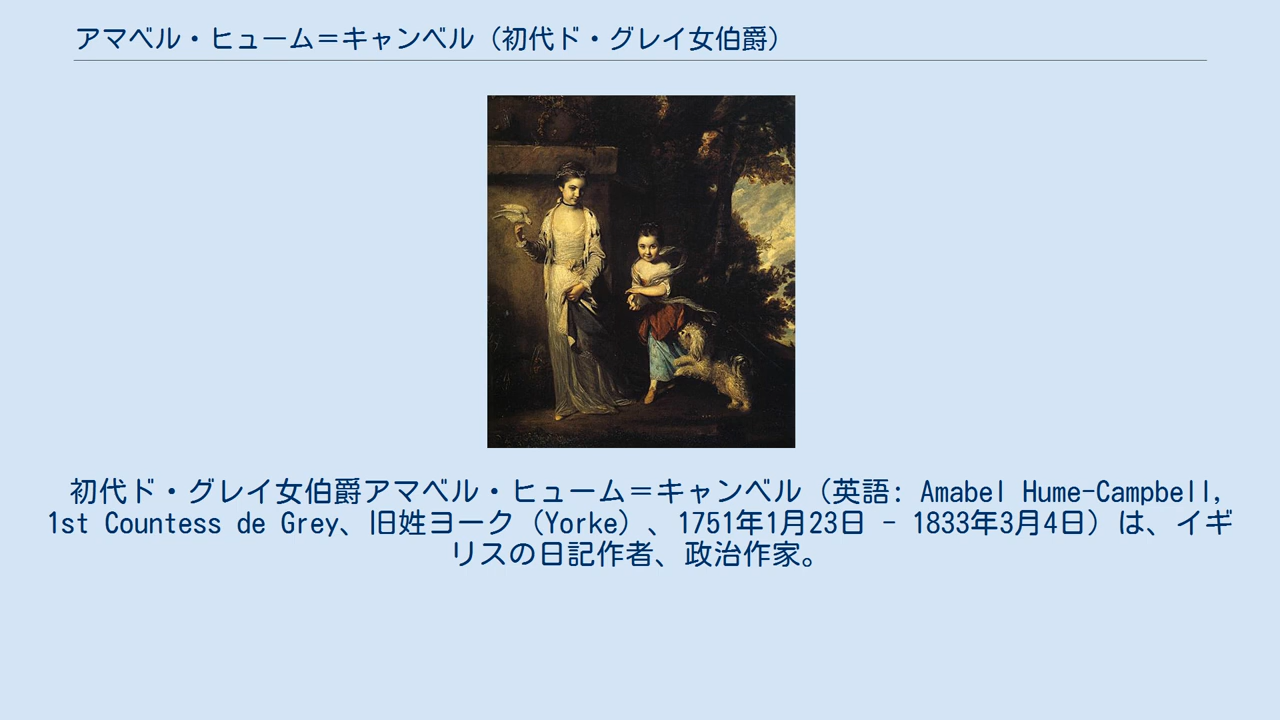 アマベル・ヒューム＝キャンベル（初代ド・グレイ女伯爵）
初代ド・グレイ女伯爵アマベル・ヒューム＝キャンベル（英語: Amabel Hume-Campbell,
1st Countess de Grey、旧姓ヨーク（Yorke）、1751年1月23日 - 1833年3月4日）は、イギ
リスの日記作者、政治作家。